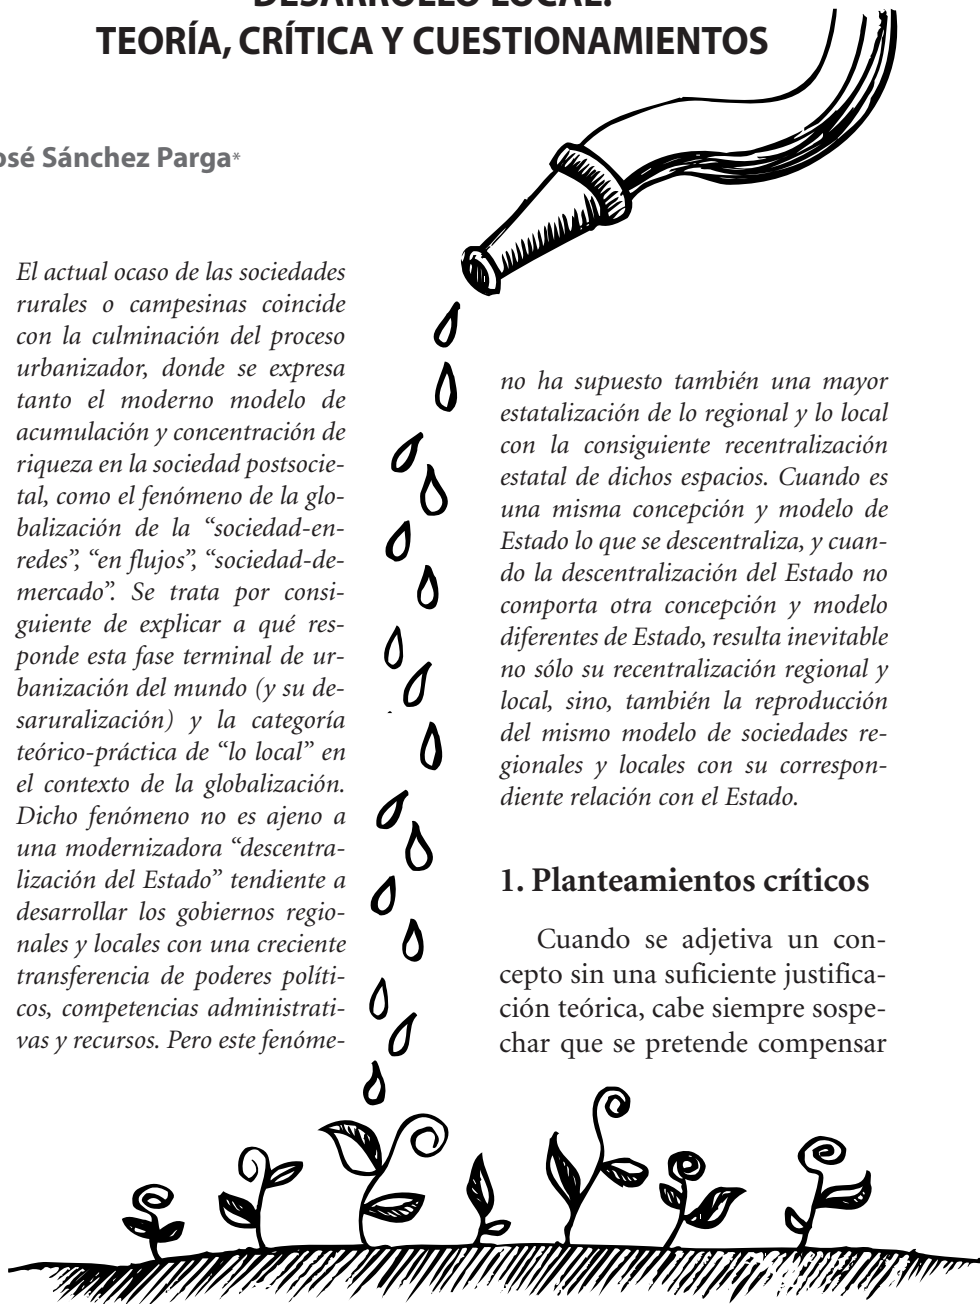 DESARROLLO LOCAL:
TEORÍA, CRÍTICA Y CUESTIONAMIENTOS
osé Sánchez Parga*
El actual ocaso de las sociedades
rurales o campesinas coincide
con la culminación del proceso
urbanizador, donde se expresa
tanto el moderno modelo de
acumulación y concentración de
riqueza en la sociedad postsocie-
tal, como el fenómeno de la glo-
balización de la “sociedad-en-
redes”, “en flujos”, “sociedad-de-
mercado”. Se trata por consi-
guiente de explicar a qué res-
ponde esta fase terminal de ur-
banización del mundo (y su de-
saruralización) y la categoría
teórico-práctica de “lo local” en
el contexto de la globalización.
Dicho fenómeno no es ajeno a
una modernizadora “descentra-
lización del Estado” tendiente a
desarrollar los gobiernos regio-
nales y locales con una creciente
transferencia de poderes políti-
cos, competencias administrati-
vas y recursos. Pero este fenóme-
no ha supuesto también una mayor
estatalización de lo regional y lo local
con la consiguiente recentralización
estatal de dichos espacios. Cuando es
una misma concepción y modelo de
Estado lo que se descentraliza, y cuan-
do la descentralización del Estado no
comporta otra concepción y modelo
diferentes de Estado, resulta inevitable
no sólo su recentralización regional y
local, sino, también la reproducción
del mismo modelo de sociedades re-
gionales y locales con su correspon-
diente relación con el Estado.
1. Planteamientos críticos
Cuando se adjetiva un con-
cepto sin una suficiente justifica-
ción teórica, cabe siempre sospe-
char que se pretende compensar